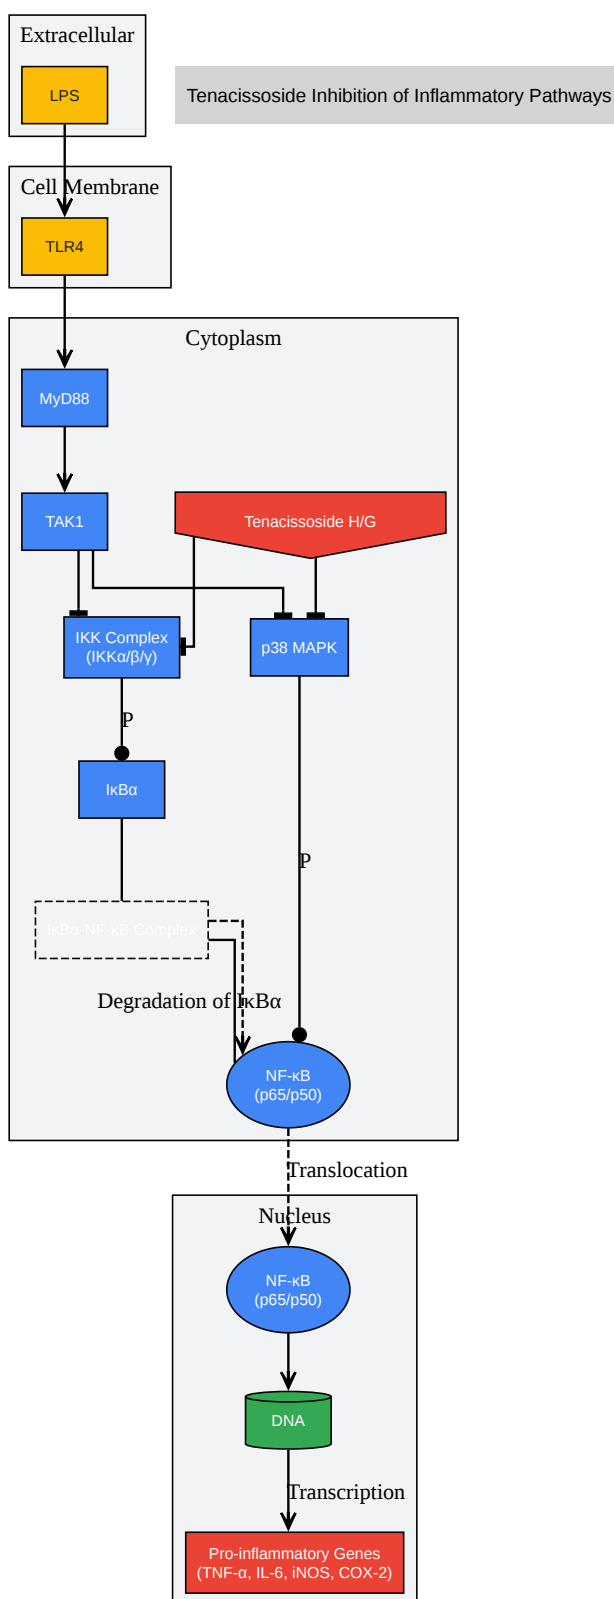 Extracellular
LPS
Tenacissoside Inhibition of Inflammatory Pathways
Cell Membrane
TLR4
Cytoplasm
MyD88
TAK1
Tenacissoside H/G
IKK Complex
(IKKα/β/γ)
p38 MAPK
P
IκBα
P
IκBα-NF-κB Complex
Degradation of IκBα
NF-κB
(p65/p50)
Translocation
Nucleus
NF-κB
(p65/p50)
DNA
Transcription
Pro-inflammatory Genes
(TNF-α, IL-6, iNOS, COX-2)